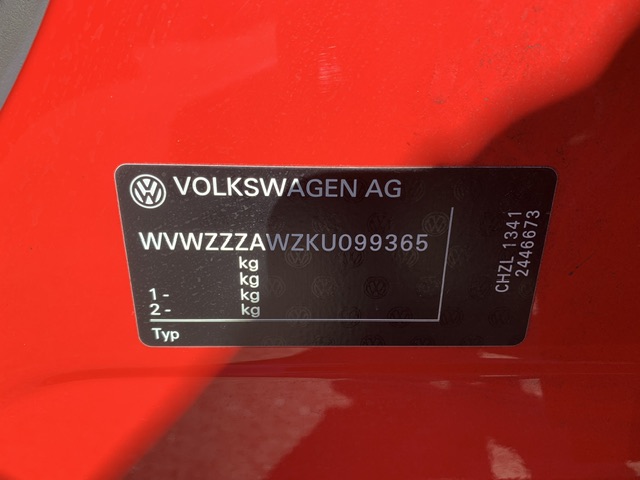 VOLKSWAGEN AG
WVWZZZAWZKU099365
kg
kg
1 - kg
2 - kg
Typ
CHZL 1341
2446673